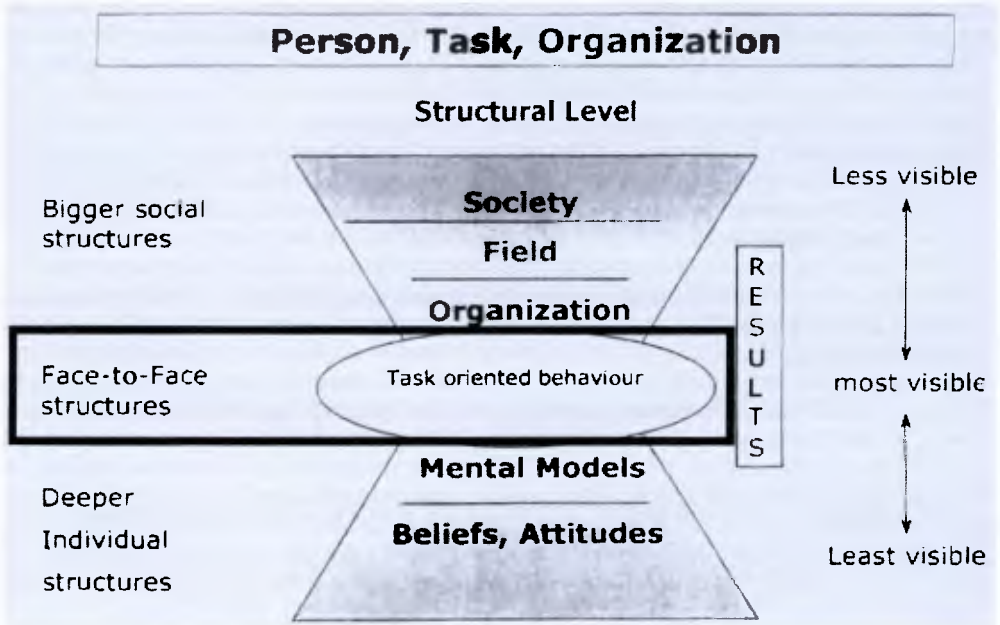 Person, Task, Organization
Structural Level
Less visible
Bigger social
structures
Society
Field
Organization
RESULTS
Face-to-Face
structures
Task oriented behaviour
most visible
Mental Models
Deeper
Individual
structures
Beliefs, Attitudes
Least visible